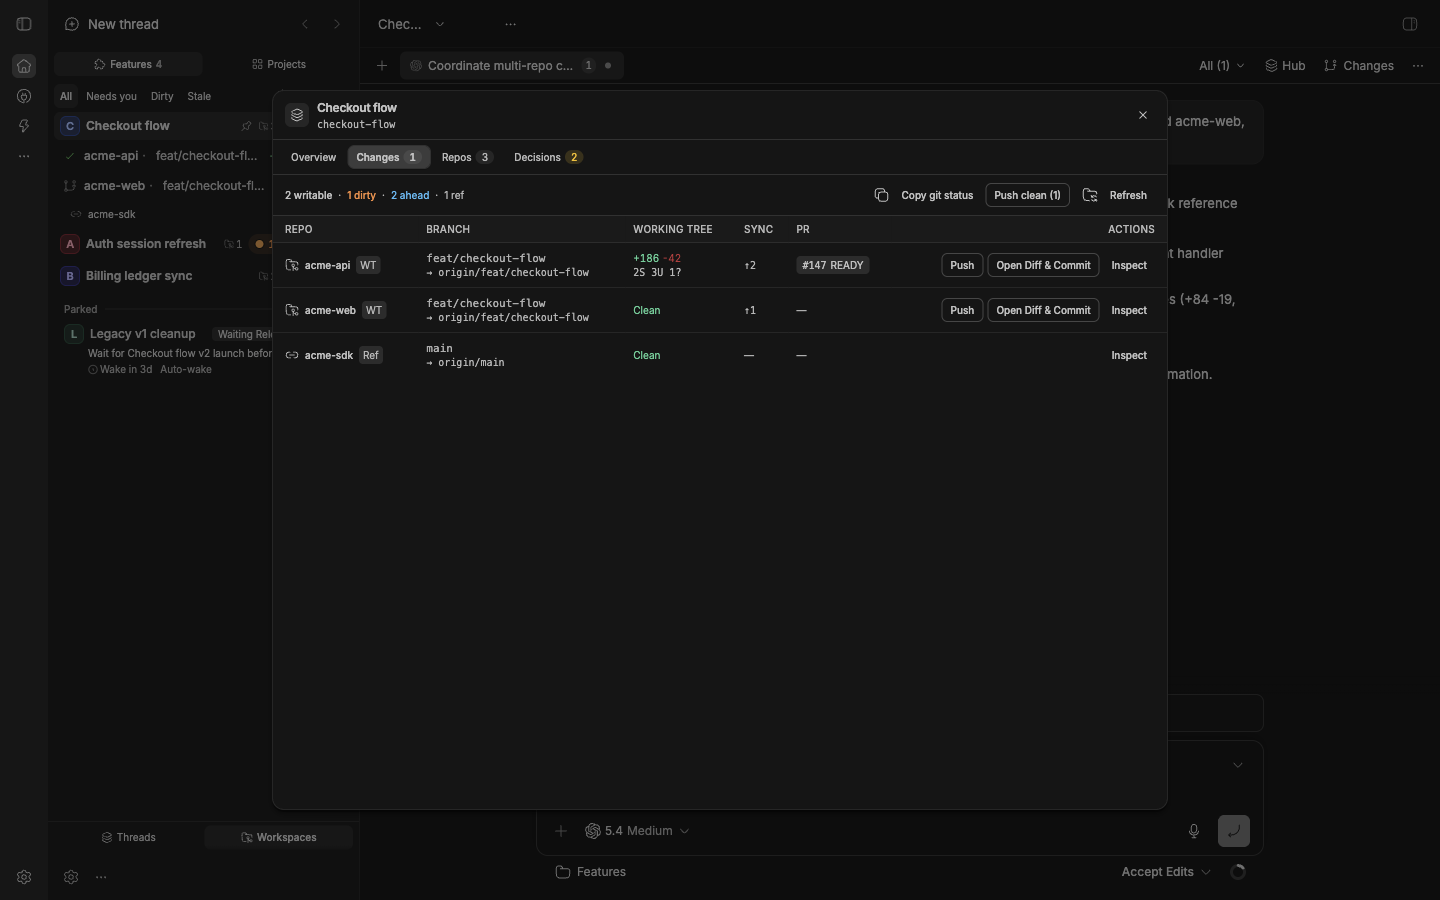 New thread
Chec...
Features 4
Projects
Coordinate multi-repo c... 1
All (1)
Hub
Changes
All
Needs you
Dirty
Stale
Checkout flow
acme-api · feat/checkout-fl...
acme-web · feat/checkout-fl...
acme-sdk
A Auth session refresh 1
B Billing ledger sync
Parked
L Legacy v1 cleanup
Wait for Checkout flow v2 launch
Wake in 3d Auto-wake
Threads
Workspaces
C
Checkout flow
checkout-flow
Overview
Changes 1
Repos 3
Decisions 2
2 writable · 1 dirty · 2 ahead · 1 ref
Copy git status
Push clean (1)
Refresh
REPO BRANCH WORKING TREE SYNC PR ACTIONS
acme-api WT
feat/checkout-flow
→ origin/feat/checkout-flow
+186 -42
2S 3U 1?
↑2
#147 READY
Push
Open Diff & Commit
Inspect
acme-web WT
feat/checkout-flow
→ origin/feat/checkout-flow
Clean
↑1
—
Push
Open Diff & Commit
Inspect
acme-sdk Ref
main
→ origin/main
Clean
—
—
Inspect
acme-web,
reference
handler
(+84 -19,
5.4 Medium
Features
Accept Edits